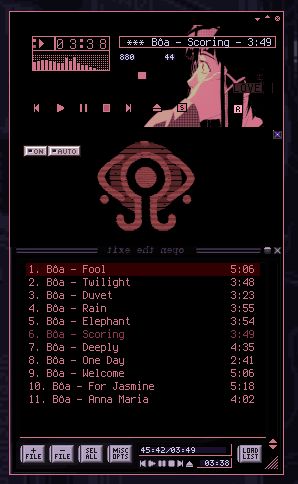 03:38
*** Bôa - Scoring - 3:49
880 44
LOVE
S R
ON AUTO
open the exit
1. Bôa - Fool 5:06
2. Bôa - Twilight 3:48
3. Bôa - Duvet 3:23
4. Bôa - Rain 3:55
5. Bôa - Elephant 3:54
6. Bôa - Scoring 3:49
7. Bôa - Deeply 4:35
8. Bôa - One Day 2:41
9. Bôa - Welcome 5:06
10. Bôa - For Jasmine 5:18
11. Bôa - Anna Maria 4:02
+ FILE
- FILE
SEL ALL
MISC OPTS
45:42/03:49
03:38
LOAD LIST